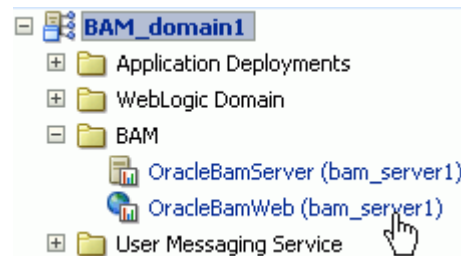 BAM_domain1
Application Deployments
WebLogic Domain
BAM
OracleBamServer (bam_server1)
OracleBamWeb (bam_server1)
User Messaging Service